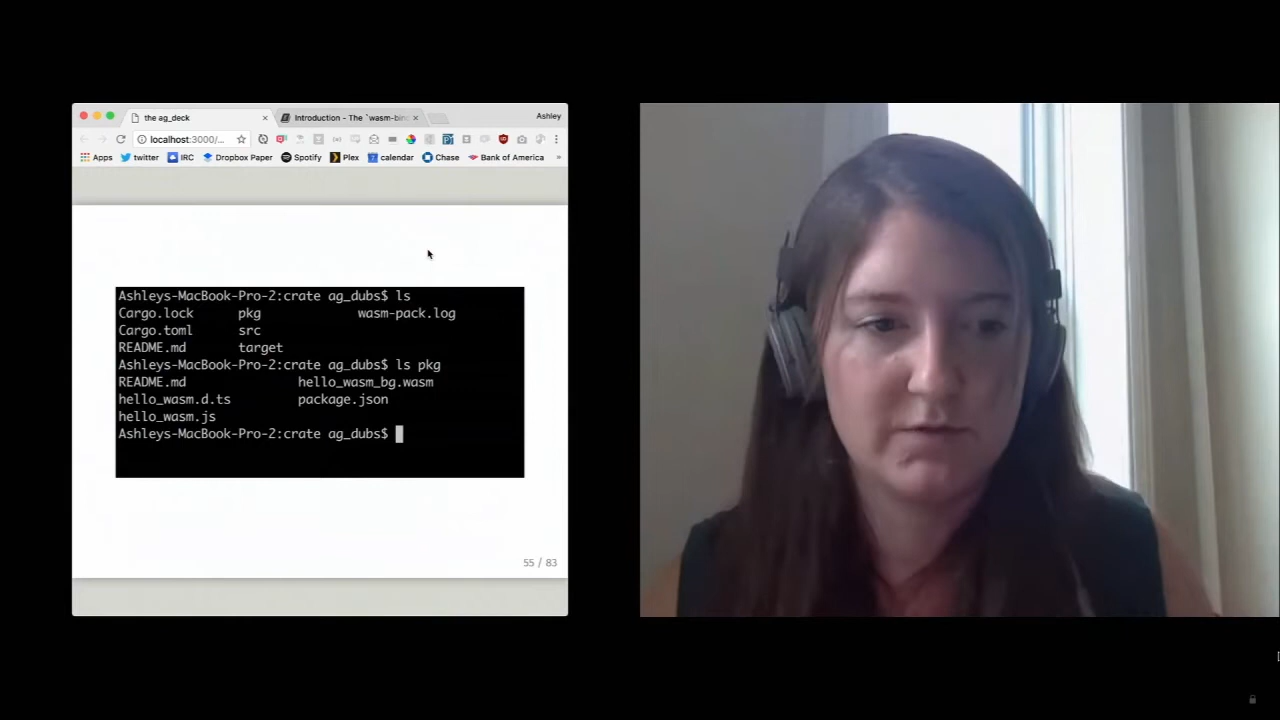 the ag_deck
Introduction - The `wasm-bind
Ashley
localhost:3000/...
Apps twitter IRC Dropbox Paper Spotify Plex calendar Chase Bank of America »
Ashleys-MacBook-Pro-2:crate ag_dubs$ ls
Cargo.lock pkg wasm-pack.log
Cargo.toml src
README.md target
Ashleys-MacBook-Pro-2:crate ag_dubs$ ls pkg
README.md hello_wasm_bg.wasm
hello_wasm.d.ts package.json
hello_wasm.js
Ashleys-MacBook-Pro-2:crate ag_dubs$
55 / 83